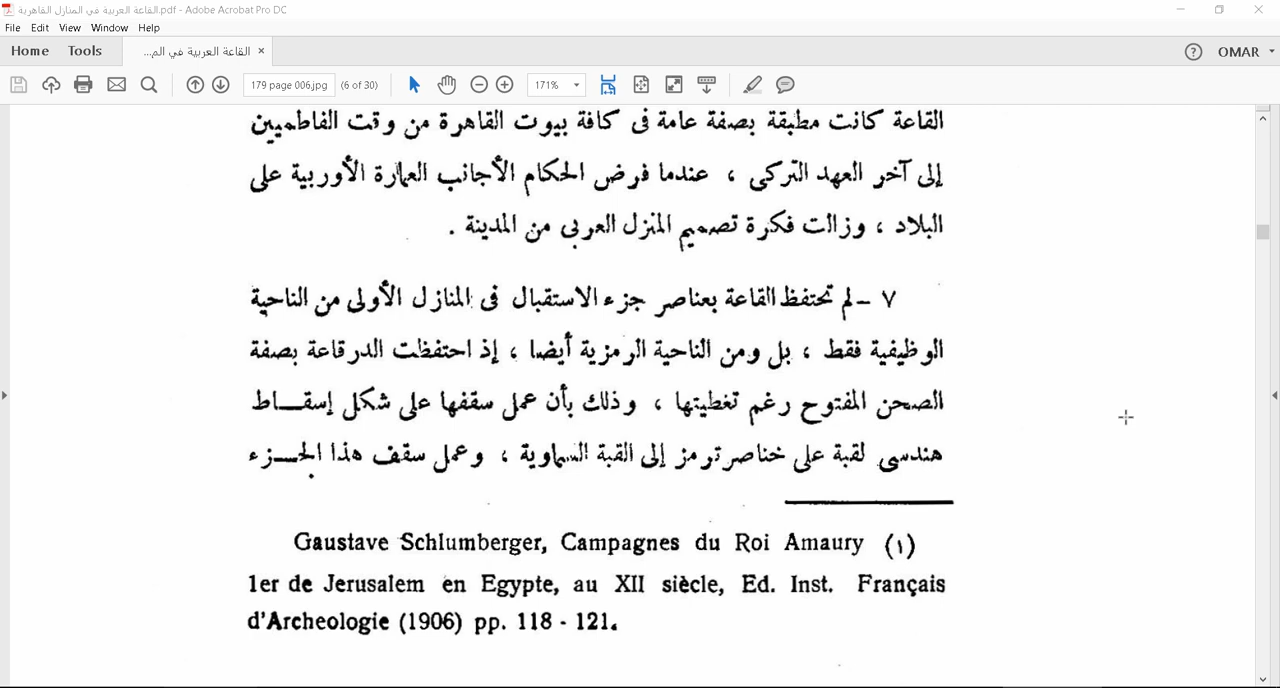 القاعة العربية في المنازل القاهرية.pdf - Adobe Acrobat Pro DC
File Edit View Window Help
Home Tools القاعة العربية في الم... × OMAR
179 page 006.jpg (6 of 30) 171%
القاعة كانت مطبقة بصفة عامة فى كافة بيوت القاهرة من وقت الفاطميين
إلى آخر العهد التركى ، عندما فرض الحكام الأجانب العمارة الأوربية على
البلاد ، وزالت فكرة تصميم المنزل العربى من المدينة .
٧ – لم تحتفظ القاعة بعناصر جزء الاستقبال فى المنازل الأولى من الناحية
الوظيفية فقط ، بل ومن الناحية الرمزية أيضا ، إذ احتفظت الدرقاعة بصفة
الصحن المفتوح رغم تغطيتها ، وذلك بأن عمل سقفها على شكل إسقــاط
هندسى لقبة على خناصر ترمز إلى القبة السماوية ، وعمل سقف هذا الجــزء
Gaustave Schlumberger, Campagnes du Roi Amaury (١)
1er de Jerusalem en Egypte, au XII siècle, Ed. Inst. Français
d'Archeologie (1906) pp. 118 - 121.